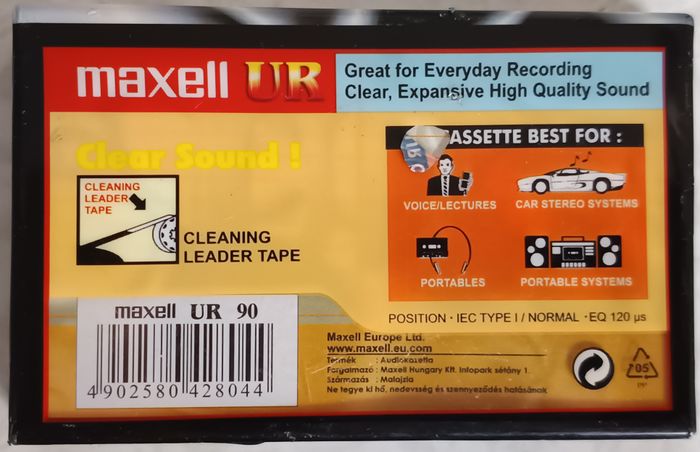 maxell UR
Great for Everyday Recording
Clear, Expansive High Quality Sound
Clear Sound !
CLEANING
LEADER
TAPE
CLEANING
LEADER TAPE
CASSETTE BEST FOR :
VOICE/LECTURES
CAR STEREO SYSTEMS
PORTABLES
PORTABLE SYSTEMS
POSITION · IEC TYPE I / NORMAL · EQ 120 µs
maxell UR 90
4 902580 428044
Maxell Europe Ltd.
www.maxell.eu.com
Termék : Audiokazetta
Forgalmazó : Maxell Hungary Kft. Infopark sétány 1.
Származás : Malajzia
Ne tegye ki hő, nedvesség és szennyeződés hatásának
05